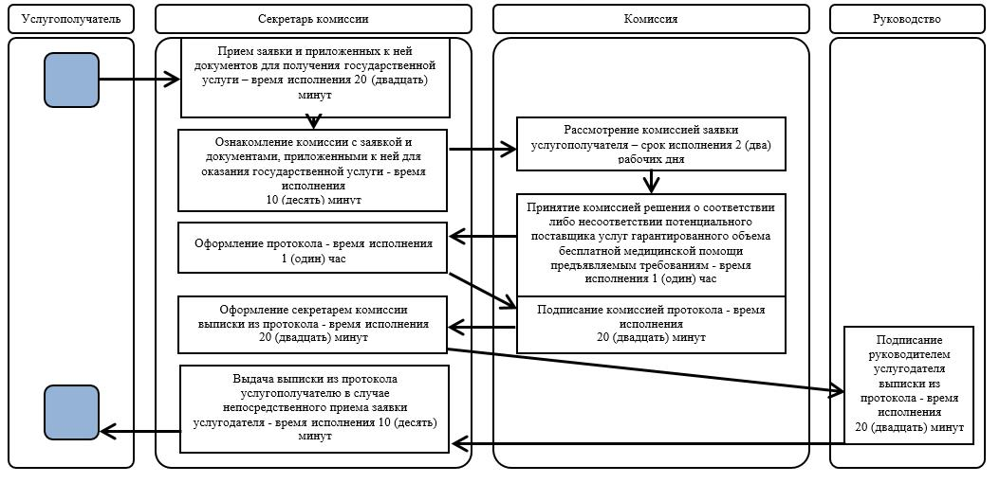 Услугополучатель
Секретарь комиссии
Комиссия
Руководство
Прием заявки и приложенных к ней
документов для получения государственной
услуги – время исполнения 20 (двадцать)
минут
Ознакомление комиссии с заявкой и
документами, приложенными к ней для
оказания государственной услуги - время
исполнения
10 (десять) минут
Рассмотрение комиссией заявки
услугополучателя – срок исполнения 2 (два)
рабочих дня
Принятие комиссией решения о соответствии
либо несоответствии потенциального
поставщика услуг гарантированного объема
бесплатной медицинской помощи
предъявляемым требованиям - время
исполнения 1 (один) час
Оформление протокола - время исполнения
1 (один) час
Подписание комиссией протокола - время
исполнения
20 (двадцать) минут
Оформление секретарем комиссии
выписки из протокола - время исполнения
20 (двадцать) минут
Подписание
руководителем
услугодателя
выписки из
протокола - время
исполнения
20 (двадцать) минут
Выдача выписки из протокола
услугополучателю в случае
непосредственного приема заявки
услугодателя - время исполнения 10 (десять)
минут